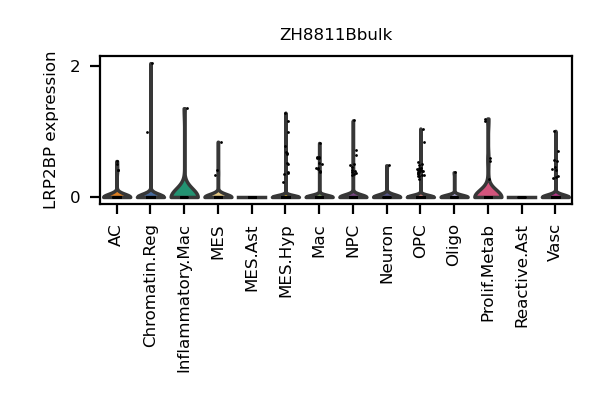 ZH8811Bbulk
LRP2BP expression
2
0
AC
Chromatin.Reg
Inflammatory.Mac
MES
MES.Ast
MES.Hyp
Mac
NPC
Neuron
OPC
Oligo
Prolif.Metab
Reactive.Ast
Vasc